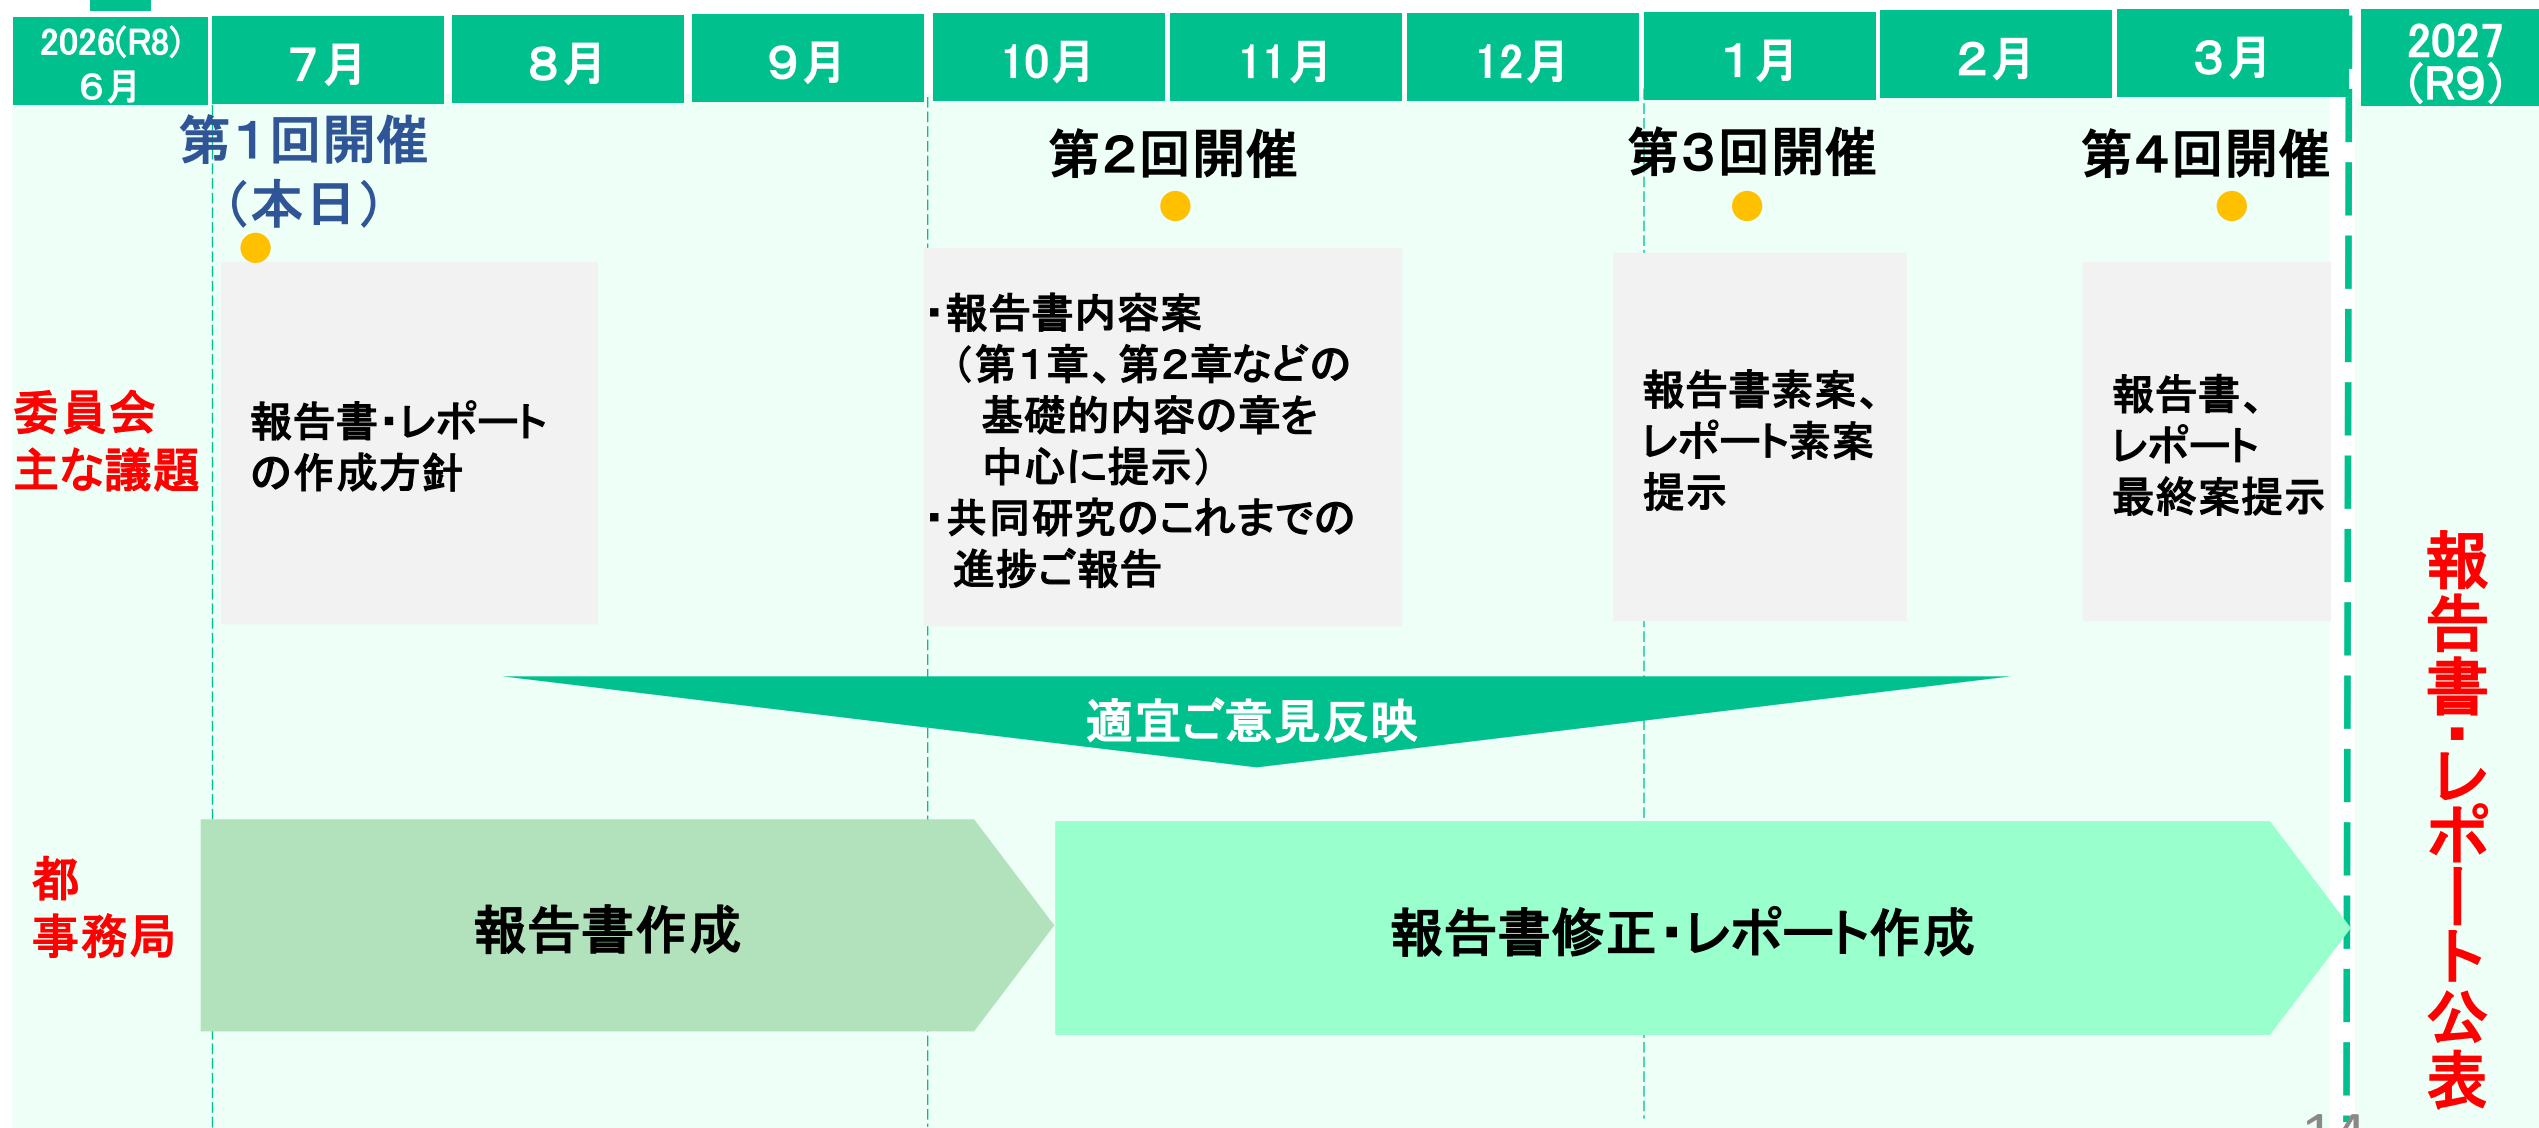 2026(R8)
6月
7月
8月
9月
10月
11月
12月
1月
2月
3月
2027
(R9)
第1回開催
(本日)
第2回開催
第3回開催
第4回開催
委員会
主な議題
報告書・レポート
の作成方針
・報告書内容案
(第1章、第2章などの
基礎的内容の章を
中心に提示)
・共同研究のこれまでの
進捗ご報告
報告書素案、
レポート素案
提示
報告書、
レポート
最終案提示
適宜ご意見反映
都
事務局
報告書作成
報告書修正・レポート作成
報告書・レポート公表
14